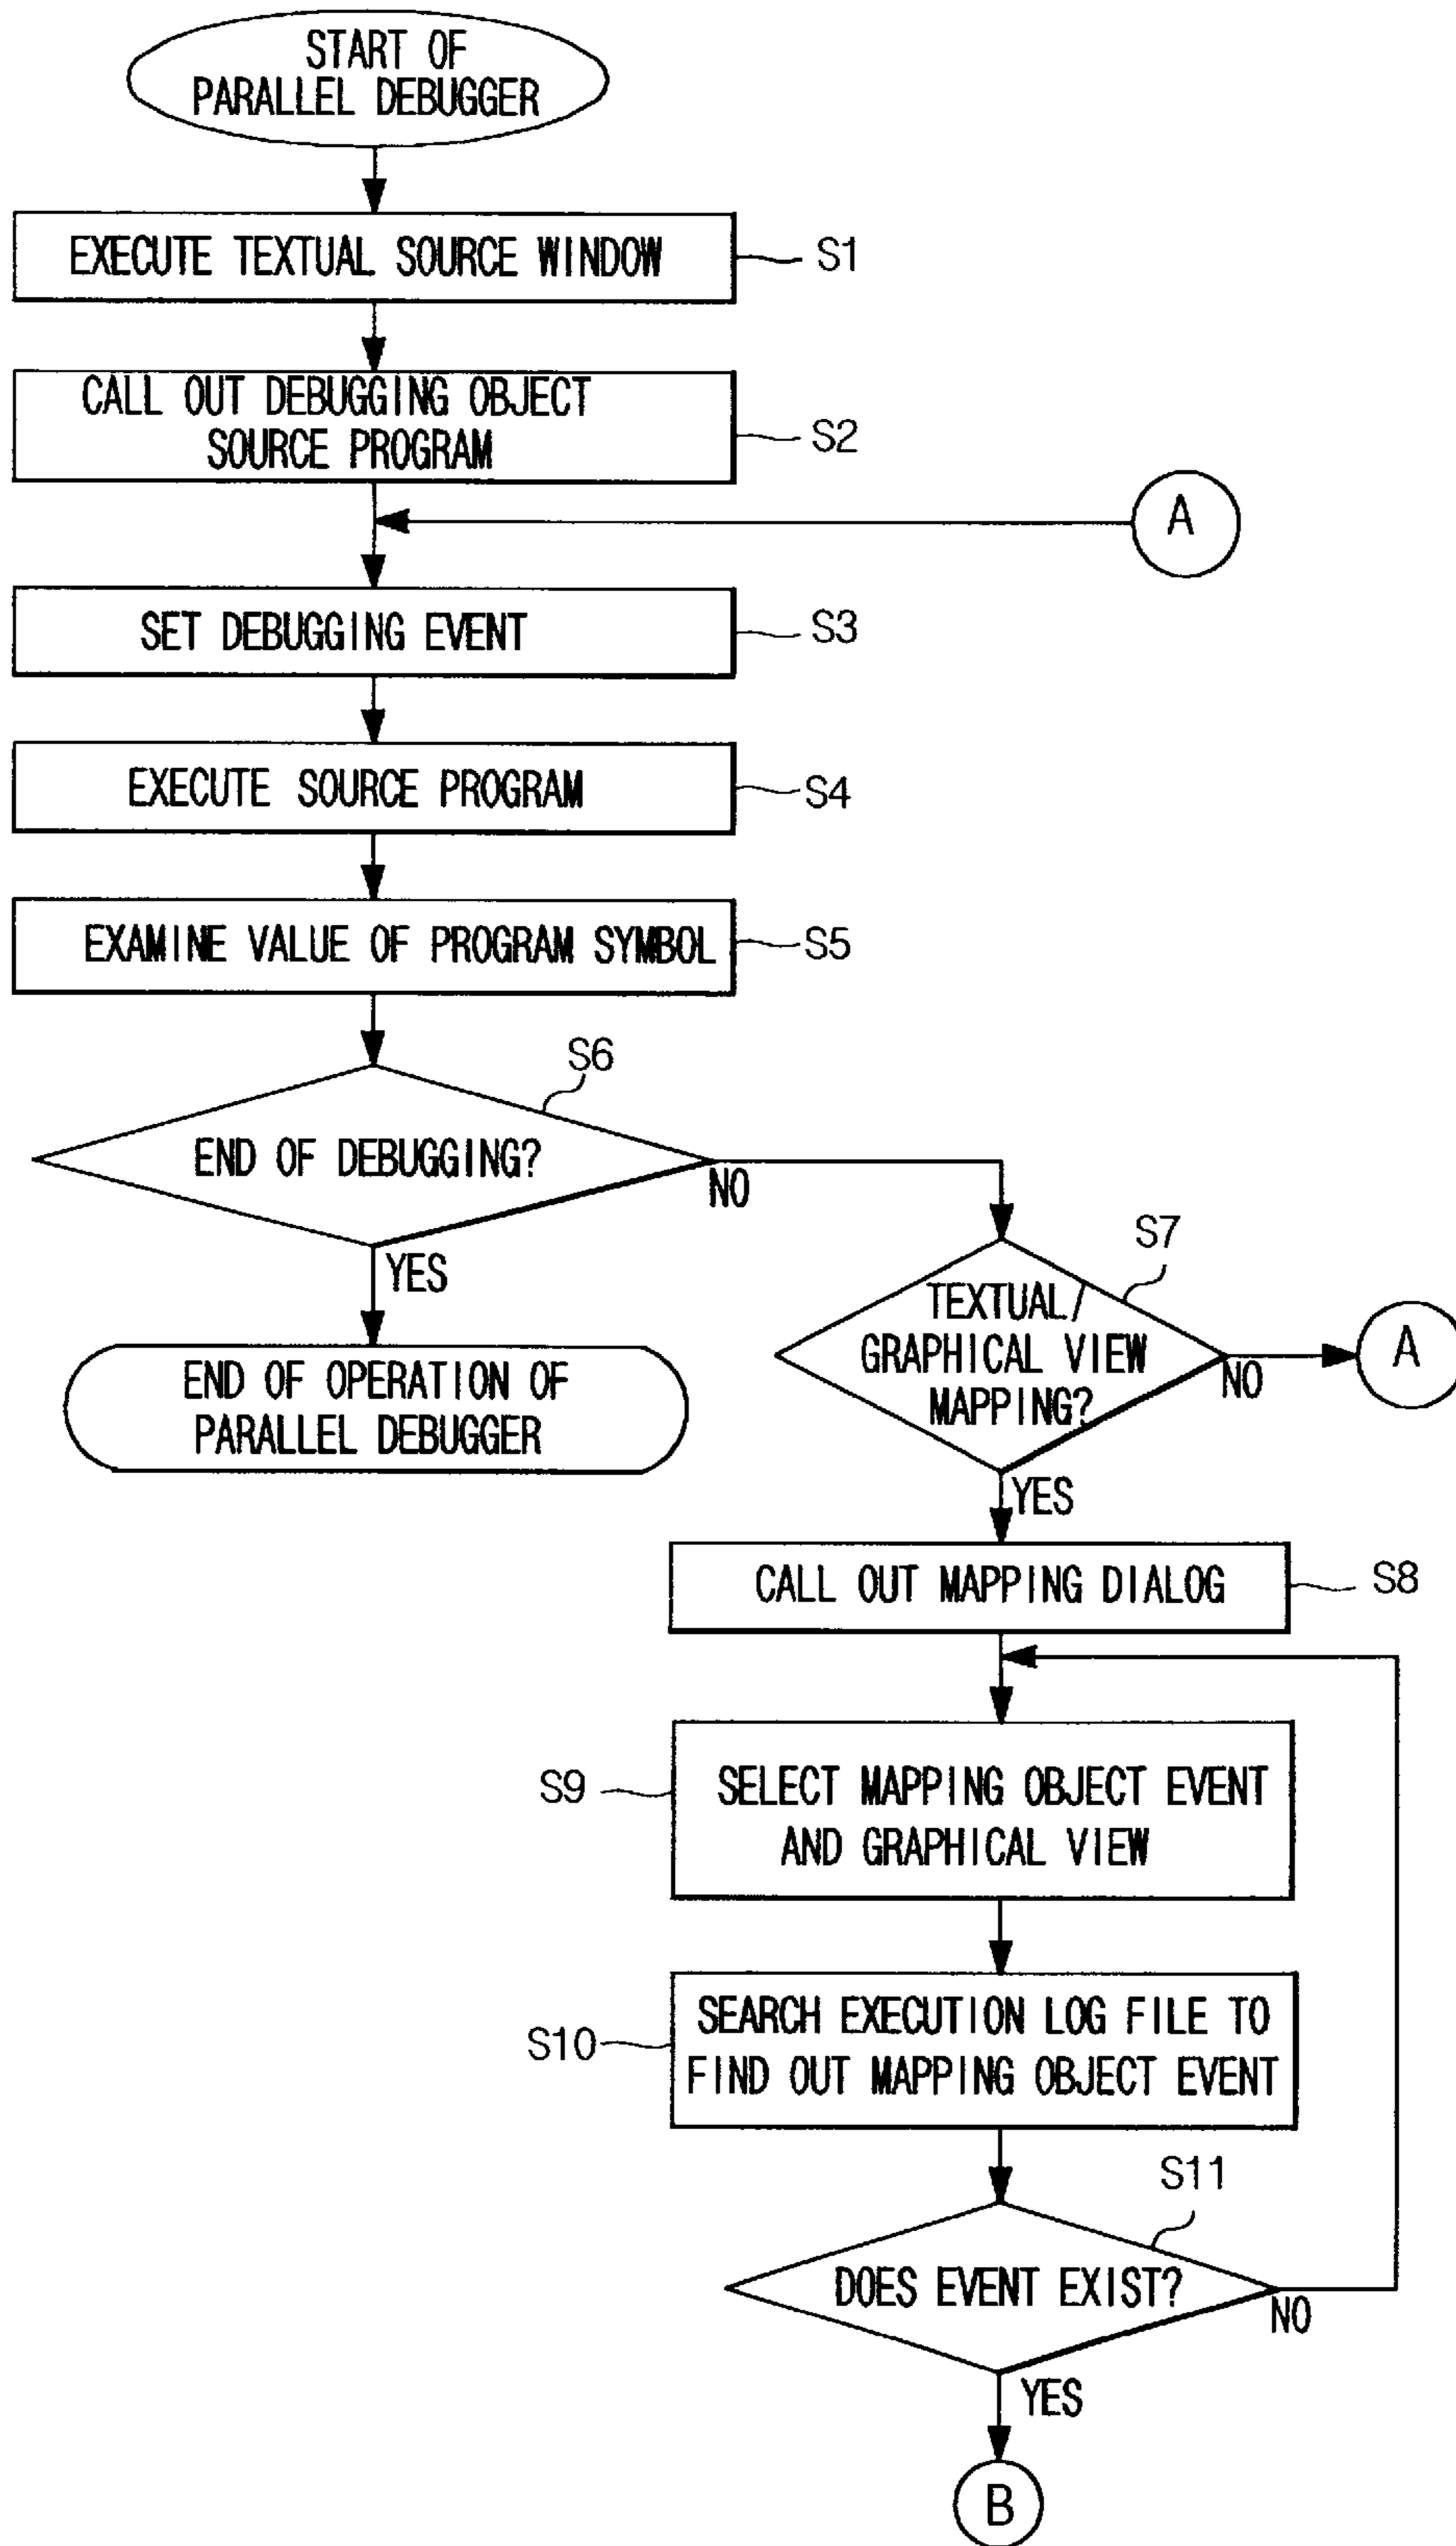 START OF
PARALLEL DEBUGGER
EXECUTE TEXTUAL SOURCE WINDOW
S1
CALL OUT DEBUGGING OBJECT
SOURCE PROGRAM
S2
A
SET DEBUGGING EVENT
S3
EXECUTE SOURCE PROGRAM
S4
EXAMINE VALUE OF PROGRAM SYMBOL
S5
S6
END OF DEBUGGING?
NO
YES
END OF OPERATION OF
PARALLEL DEBUGGER
S7
TEXTUAL/
GRAPHICAL VIEW
MAPPING?
NO
A
YES
CALL OUT MAPPING DIALOG
S8
S9
SELECT MAPPING OBJECT EVENT
AND GRAPHICAL VIEW
S10
SEARCH EXECUTION LOG FILE TO
FIND OUT MAPPING OBJECT EVENT
S11
DOES EVENT EXIST?
NO
YES
B